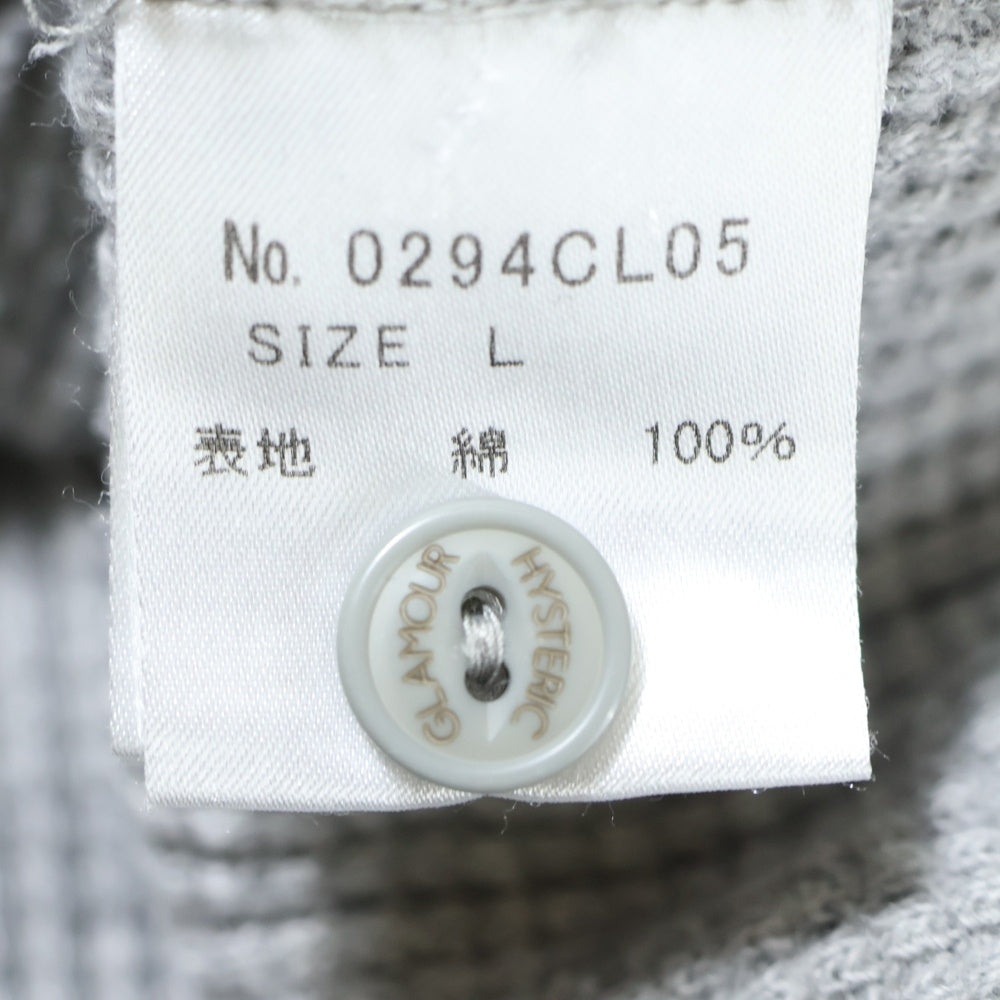 No. 0294CL05
SIZE L
表地 綿 100%
HYSTERIC
GLAMOUR